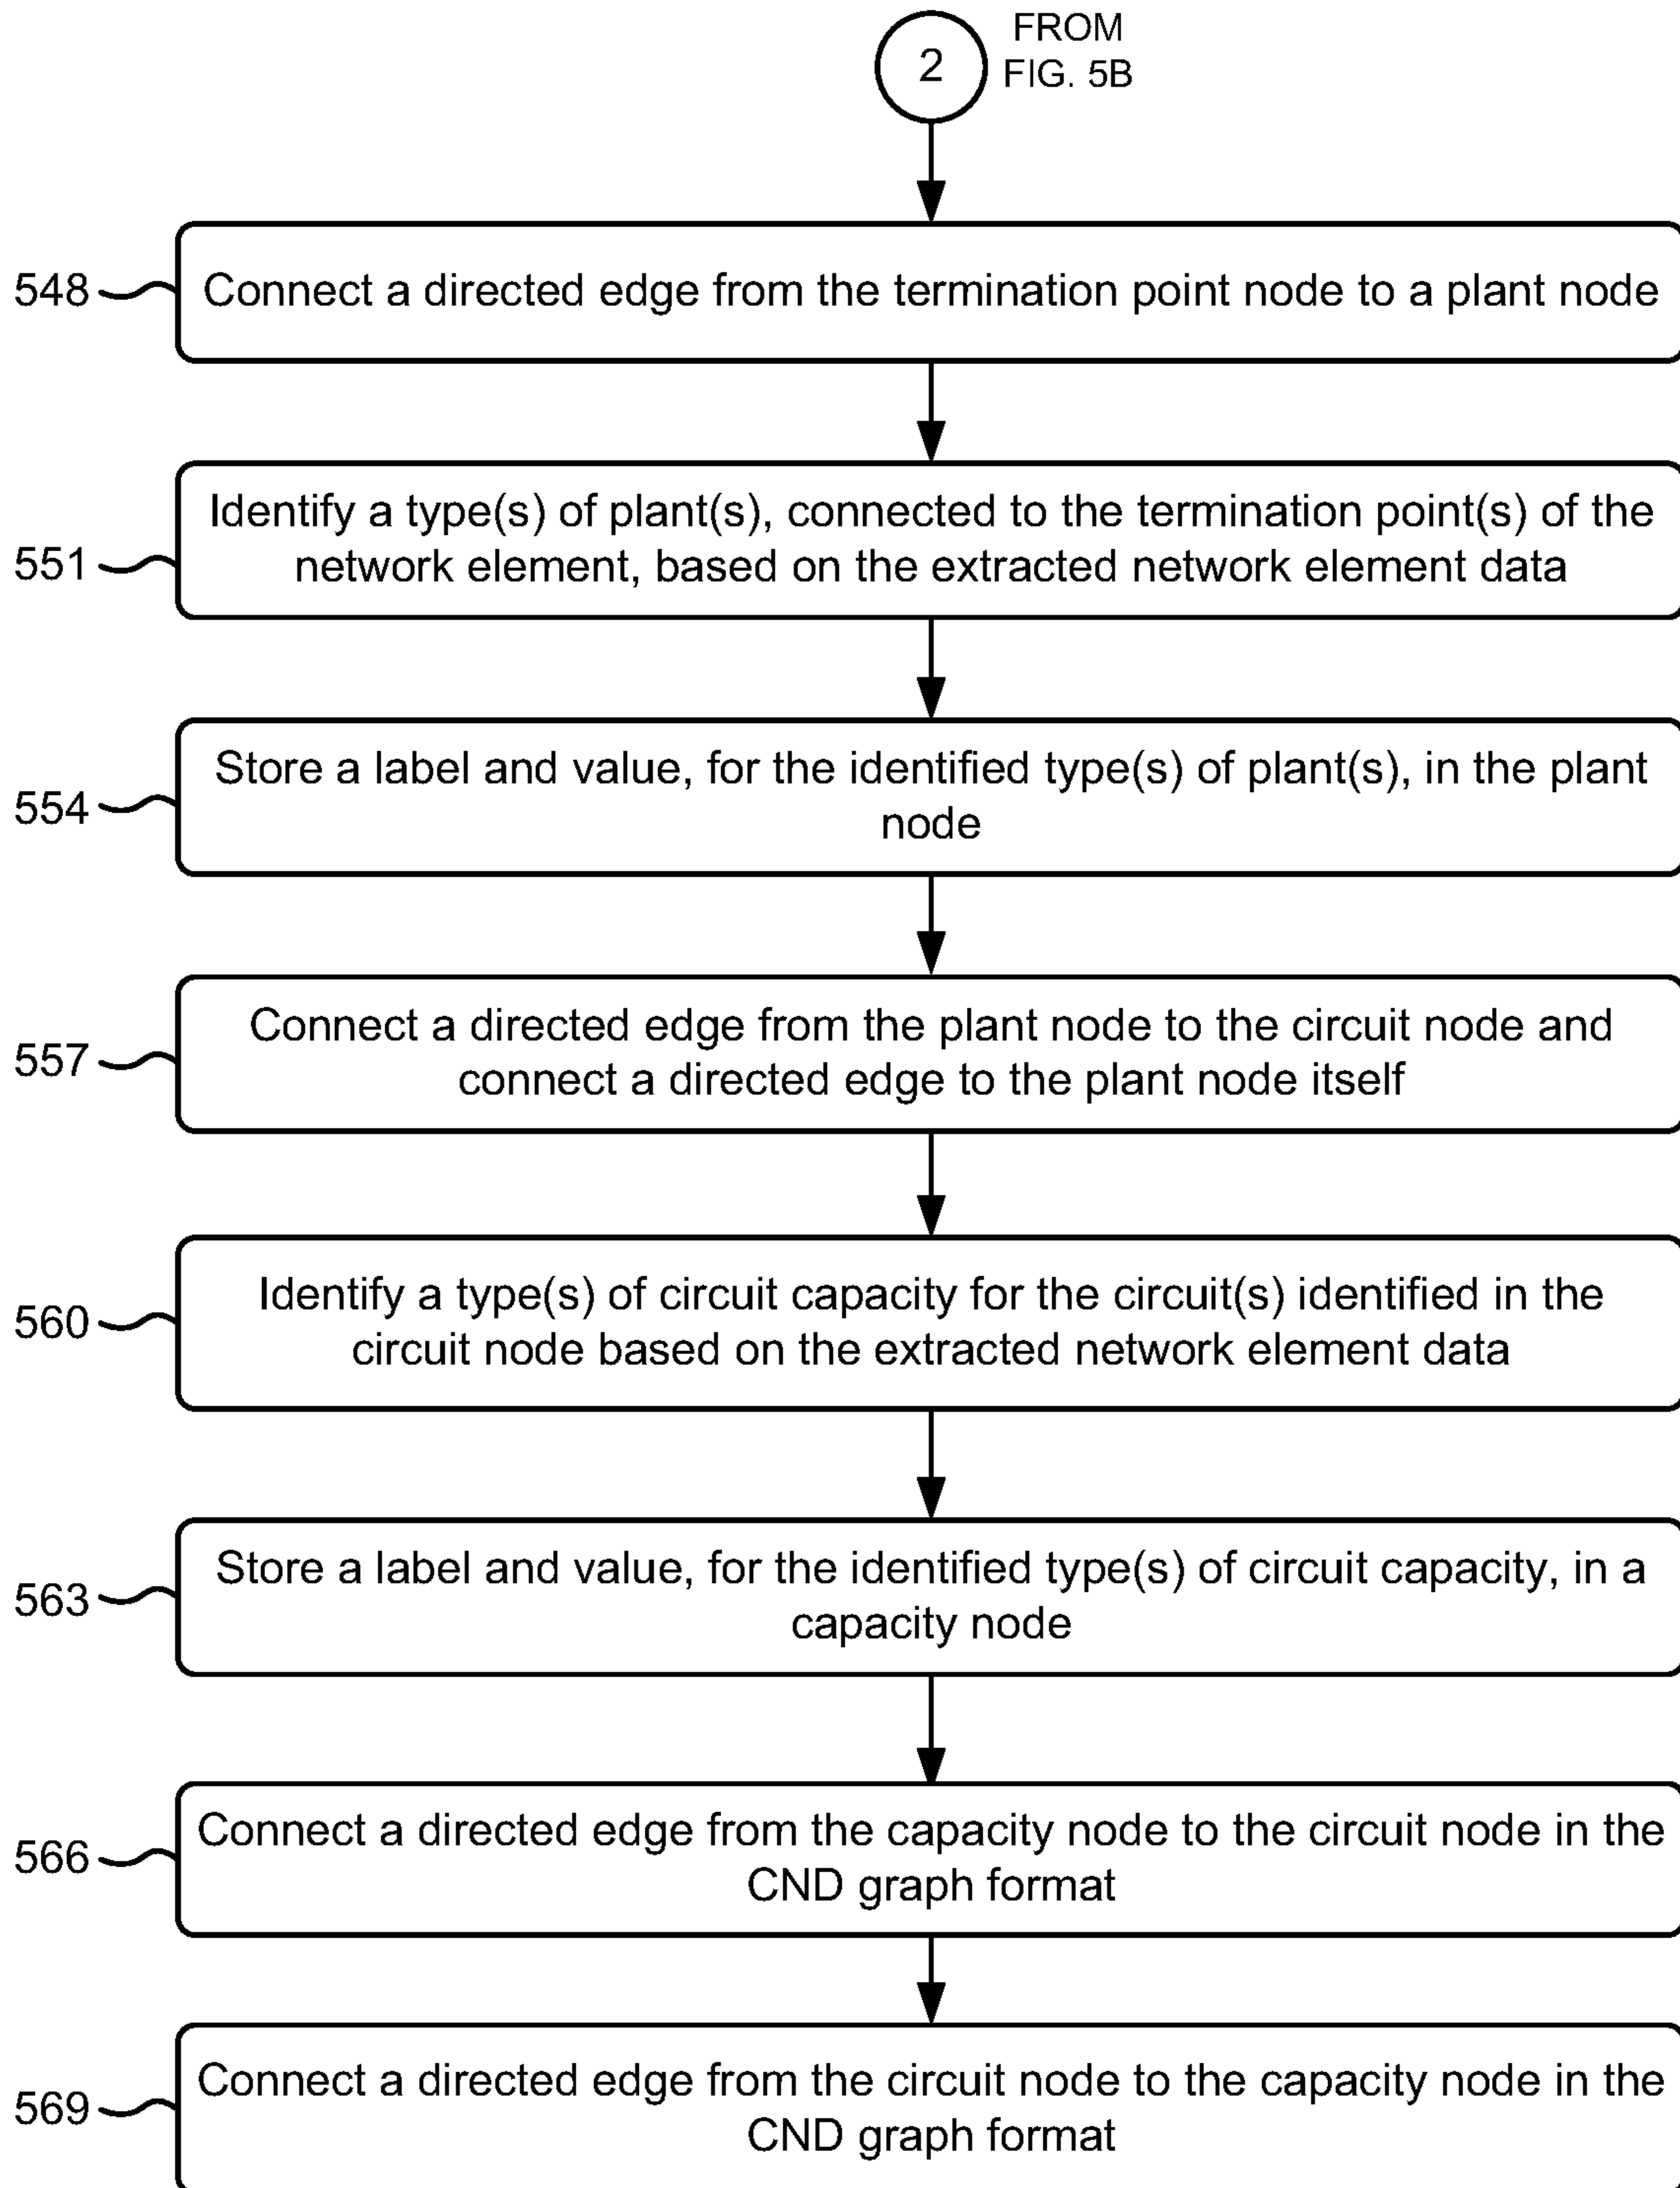 2
FROM
FIG. 5B
548
Connect a directed edge from the termination point node to a plant node
551
Identify a type(s) of plant(s), connected to the termination point(s) of the
network element, based on the extracted network element data
554
Store a label and value, for the identified type(s) of plant(s), in the plant
node
557
Connect a directed edge from the plant node to the circuit node and
connect a directed edge to the plant node itself
560
Identify a type(s) of circuit capacity for the circuit(s) identified in the
circuit node based on the extracted network element data
563
Store a label and value, for the identified type(s) of circuit capacity, in a
capacity node
566
Connect a directed edge from the capacity node to the circuit node in the
CND graph format
569
Connect a directed edge from the circuit node to the capacity node in the
CND graph format